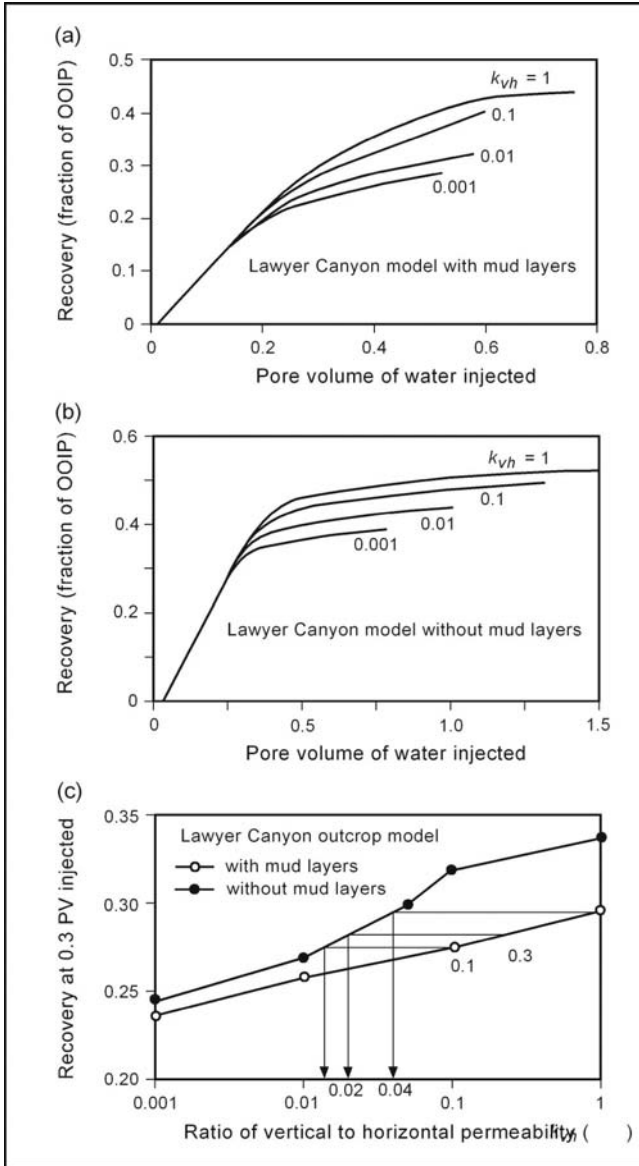 (a)
0.5
0.4
0.3
0.2
0.1
0
Recovery (fraction of OOIP)
kvh = 1
0.1
0.01
0.001
Lawyer Canyon model with mud layers
0 0.2 0.4 0.6 0.8
Pore volume of water injected
(b)
0.6
0.4
0.2
0
Recovery (fraction of OOIP)
kvh = 1
0.1
0.01
0.001
Lawyer Canyon model without mud layers
0 0.5 1.0 1.5
Pore volume of water injected
(c)
0.35
0.30
0.25
0.20
Recovery at 0.3 PV injected
Lawyer Canyon outcrop model
with mud layers
without mud layers
0.1
0.3
0.02 0.04
0.001 0.01 0.1 1
Ratio of vertical to horizontal permeability ( )